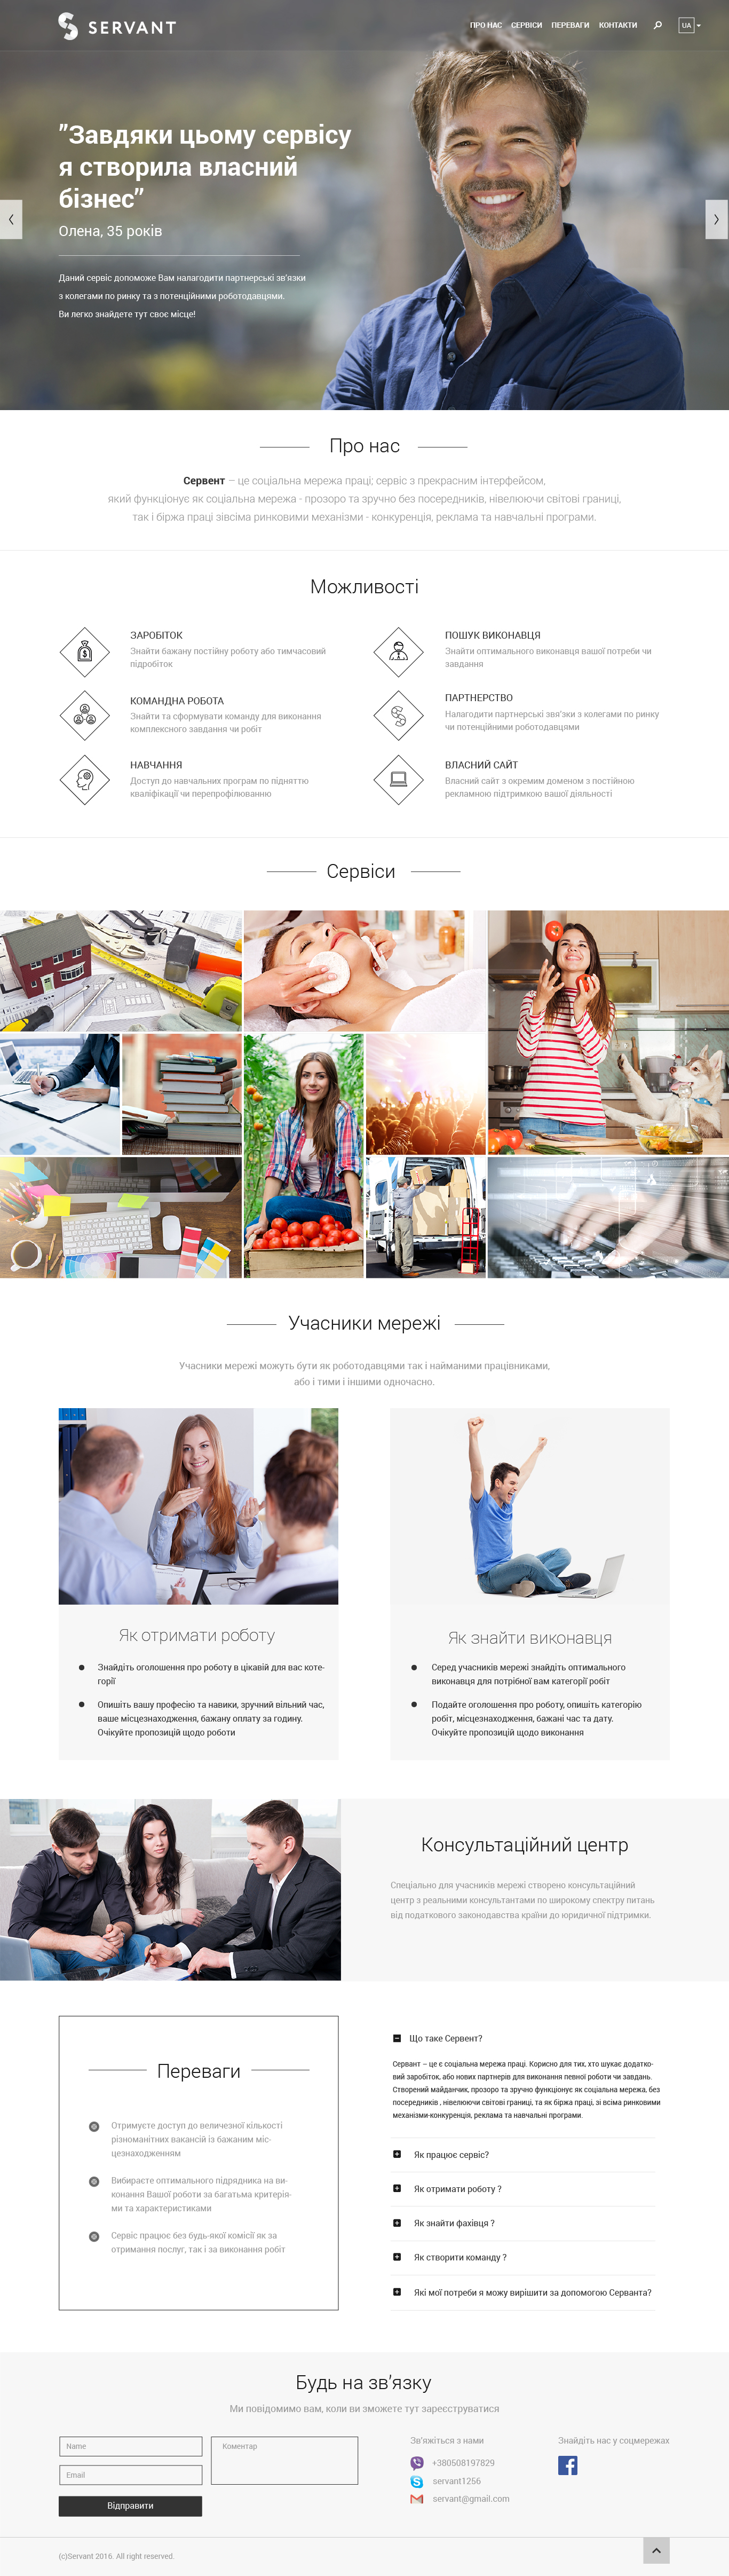 SERVANT
ПРО НАС СЕРВІСИ ПЕРЕВАГИ КОНТАКТИ UA
"Завдяки цьому сервісу
я створила власний
бізнес"
Олена, 35 років
Даний сервіс допоможе Вам налагодити партнерські зв'язки
з колегами по ринку та з потенційними роботодавцями.
Ви легко знайдете тут своє місце!
Про нас
Сервент – це соціальна мережа праці; сервіс з прекрасним інтерфейсом,
який функціонує як соціальна мережа - прозоро та зручно без посередників, нівелюючи світові границі,
так і біржа праці зівсіма ринковими механізми - конкуренція, реклама та навчальні програми.
Можливості
ЗАРОБІТОК
Знайти бажану постійну роботу або тимчасовий
підробіток
ПОШУК ВИКОНАВЦЯ
Знайти оптимального виконавця вашої потреби чи
завдання
КОМАНДНА РОБОТА
Знайти та сформувати команду для виконання
комплексного завдання чи робіт
ПАРТНЕРСТВО
Налагодити партнерські звя'зки з колегами по ринку
чи потенційними роботодавцями
НАВЧАННЯ
Доступ до навчальних програм по підняттю
кваліфікації чи перепрофілюванню
ВЛАСНИЙ САЙТ
Власний сайт з окремим доменом з постійною
рекламною підтримкою вашої діяльності
Сервіси
Учасники мережі
Учасники мережі можуть бути як роботодавцями так і найманими працівниками,
або і тими і іншими одночасно.
Як отримати роботу
Знайдіть оголошення про роботу в цікавій для вас кате-
горії
Опишіть вашу професію та навики, зручний вільний час,
ваше місцезнаходження, бажану оплату за годину.
Очікуйте пропозицій щодо роботи
Як знайти виконавця
Серед учасників мережі знайдіть оптимального
виконавця для потрібної вам категорії робіт
Подайте оголошення про роботу, опишіть категорію
робіт, місцезнаходження, бажані час та дату.
Очікуйте пропозицій щодо виконання
Консультаційний центр
Спеціально для учасників мережі створено консультаційний
центр з реальними консультантами по широкому спектру питань
від податкового законодавства країни до юридичної підтримки.
Переваги
Отримуєте доступ до величезної кількості
різноманітних вакансій із бажаним міс-
цезнаходженням
Вибираєте оптимального підрядника на ви-
конання Вашої роботи за багатьма критерія-
ми та характеристиками
Сервіс працює без будь-якої комісії як за
отримання послуг, так і за виконання робіт
Що таке Сервент?
Сервант – це є соціальна мережа праці. Корисно для тих, хто шукає додатко-
вий заробіток, або нових партнерів для виконання певної роботи чи завдань.
Створений майданчик, прозоро та зручно функціонує як соціальна мережа, без
посередників , нівелюючи світові границі, та як біржа праці, зі всіма ринковими
механізми-конкуренція, реклама та навчальні програми.
Як працює сервіс?
Як отримати роботу ?
Як знайти фахівця ?
Як створити команду ?
Які мої потреби я можу вирішити за допомогою Серванта?
Будь на зв'язку
Ми повідомимо вам, коли ви зможете тут зареєструватися
Name
Email
Коментар
Відправити
Зв'яжіться з нами
+380508197829
servant1256
servant@gmail.com
Знайдіть нас у соцмережах
(c)Servant 2016. All right reserved.